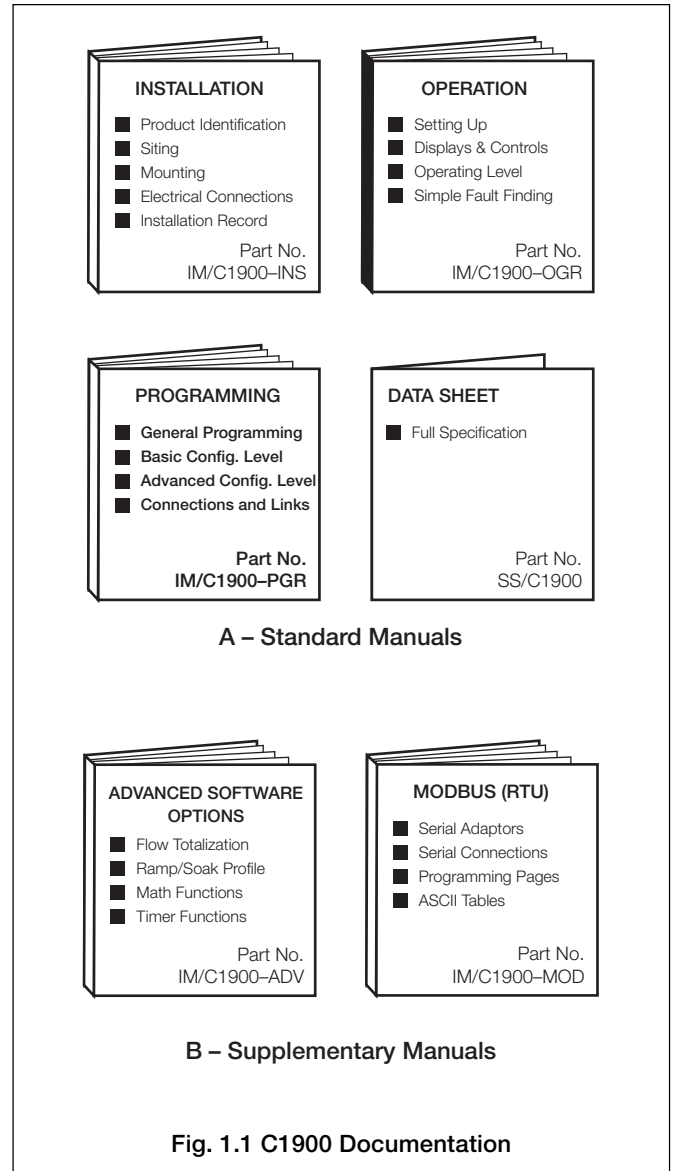 INSTALLATION
■ Product Identification
■ Siting
■ Mounting
■ Electrical Connections
■ Installation Record
Part No.
IM/C1900–INS
OPERATION
■ Setting Up
■ Displays & Controls
■ Operating Level
■ Simple Fault Finding
Part No.
IM/C1900–OGR
PROGRAMMING
■ General Programming
■ Basic Config. Level
■ Advanced Config. Level
■ Connections and Links
Part No.
IM/C1900–PGR
DATA SHEET
■ Full Specification
Part No.
SS/C1900
A – Standard Manuals
ADVANCED SOFTWARE
OPTIONS
■ Flow Totalization
■ Ramp/Soak Profile
■ Math Functions
■ Timer Functions
Part No.
IM/C1900–ADV
MODBUS (RTU)
■ Serial Adaptors
■ Serial Connections
■ Programming Pages
■ ASCII Tables
Part No.
IM/C1900–MOD
B – Supplementary Manuals
Fig. 1.1 C1900 Documentation